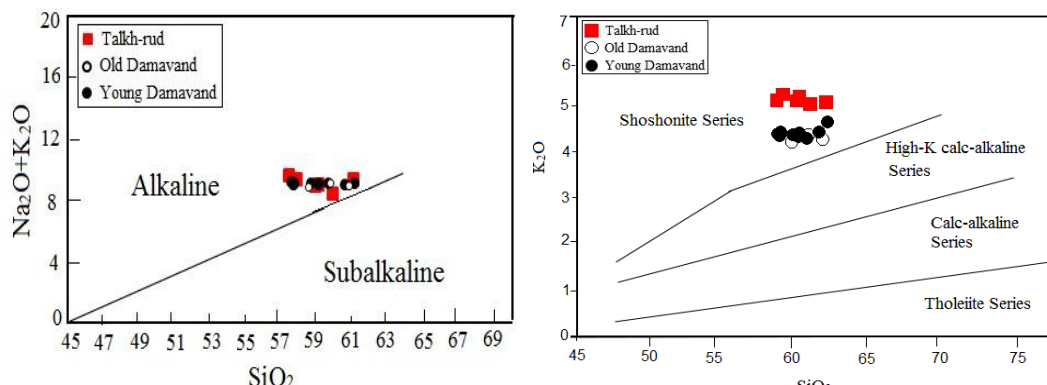 20
16
12
8
4
0
Na₂O+K₂O
Talkh-rud
Old Damavand
Young Damavand
Alkaline
Subalkaline
45 47 49 51 53 55 57 59 61 63 65 67 69
SiO₂
7
6
5
4
3
2
1
0
K₂O
Talkh-rud
Old Damavand
Young Damavand
Shoshonite Series
High-K calc-alkaline
Series
Calc-alkaline
Series
Tholeiite Series
45 50 55 60 65 70 75